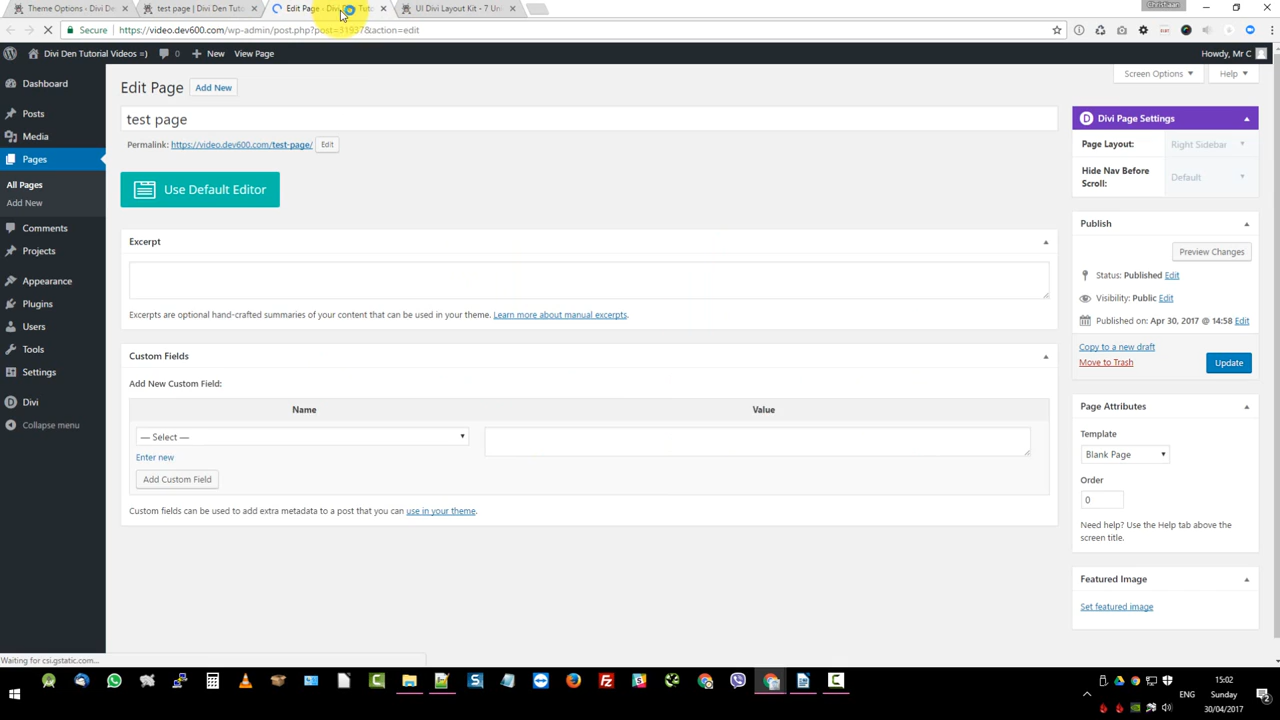 Theme Options - Divi De
test page | Divi Den Tuto
Edit Page - Divi Den Tuto
UI Divi Layout Kit - 7 Uni
Christiaan
Secure
https://video.dev600.com/wp-admin/post.php?post=51937&action=edit
Divi Den Tutorial Videos =)
0
New
View Page
Howdy, Mr C
Dashboard
Posts
Media
Pages
All Pages
Add New
Comments
Projects
Appearance
Plugins
Users
Tools
Settings
Divi
Collapse menu
Screen Options
Help
Edit Page
Add New
test page
Permalink: https://video.dev600.com/test-page/ Edit
Use Default Editor
Excerpt
Excerpts are optional hand-crafted summaries of your content that can be used in your theme. Learn more about manual excerpts.
Custom Fields
Add New Custom Field:
Name
Value
— Select —
Enter new
Add Custom Field
Custom fields can be used to add extra metadata to a post that you can use in your theme.
Divi Page Settings
Page Layout:
Right Sidebar
Hide Nav Before
Scroll:
Default
Publish
Preview Changes
Status: Published Edit
Visibility: Public Edit
Published on: Apr 30, 2017 @ 14:58 Edit
Copy to a new draft
Move to Trash
Update
Page Attributes
Template
Blank Page
Order
0
Need help? Use the Help tab above the
screen title.
Featured Image
Set featured image
Waiting for csi.gstatic.com...
15:02
ENG
Sunday
30/04/2017
2